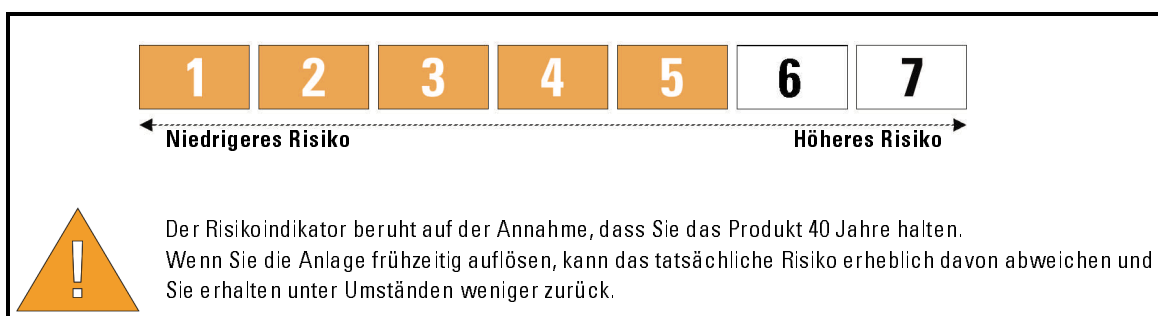 1 2 3 4 5 6 7
Niedrigeres Risiko Höheres Risiko
!
Der Risikoindikator beruht auf der Annahme, dass Sie das Produkt 40 Jahre halten.
Wenn Sie die Anlage frühzeitig auflösen, kann das tatsächliche Risiko erheblich davon abweichen und
Sie erhalten unter Umständen weniger zurück.